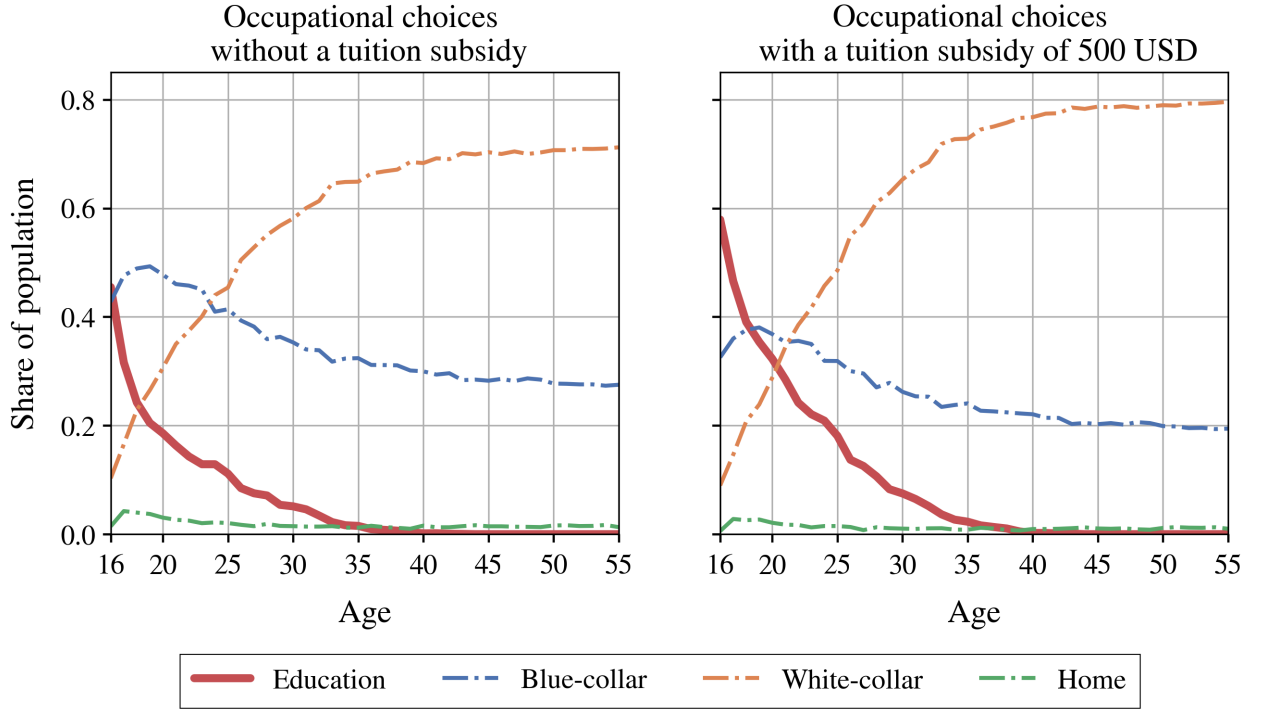 Occupational choices
without a tuition subsidy
Occupational choices
with a tuition subsidy of 500 USD
Share of population
0.8
0.6
0.4
0.2
0.0
16 20 25 30 35 40 45 50 55
16 20 25 30 35 40 45 50 55
Age
Age
Education Blue-collar White-collar Home